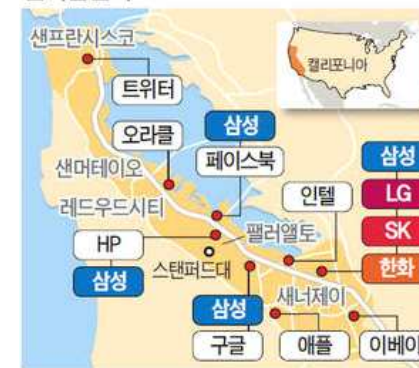 샌프란시스코
캘리포니아
트위터
오라클
삼성
페이스북
삼성
샌머테이오
인텔
LG
레드우드시티
팰러앨토
SK
HP
한화
스탠퍼드대
삼성
삼성
새너제이
구글
애플
이베이